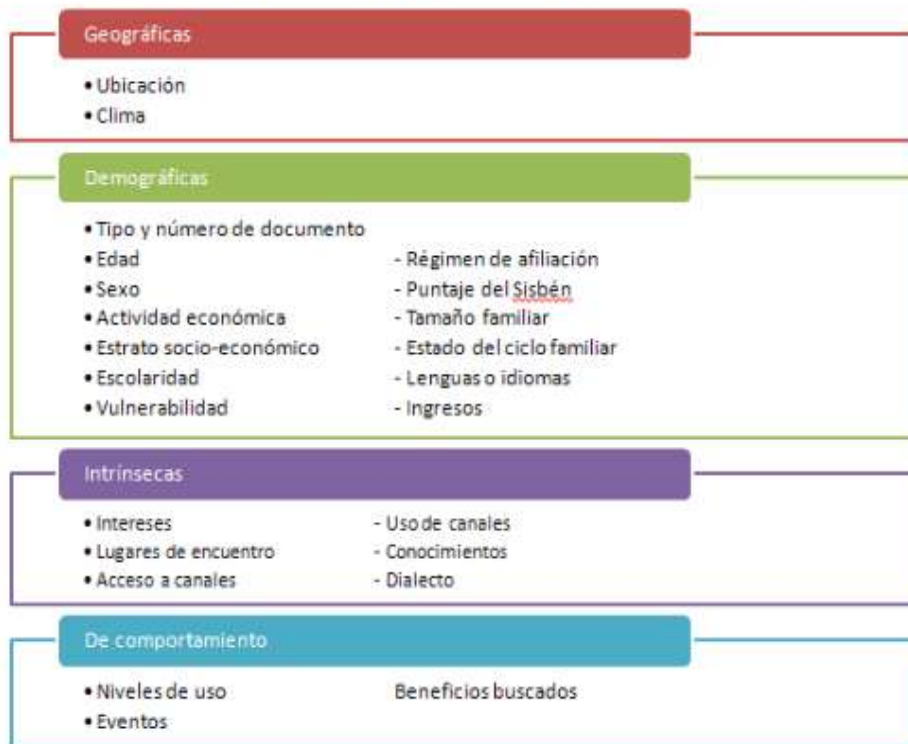 Geográficas
• Ubicación
• Clima
Demográficas
• Tipo y número de documento
• Edad - Régimen de afiliación
• Sexo - Puntaje del Sisbén
• Actividad económica - Tamaño familiar
• Estrato socio-económico - Estado del ciclo familiar
• Escolaridad - Lenguas o idiomas
• Vulnerabilidad - Ingresos
Intrínsecas
• Intereses - Uso de canales
• Lugares de encuentro - Conocimientos
• Acceso a canales - Dialecto
De comportamiento
• Niveles de uso Beneficios buscados
• Eventos